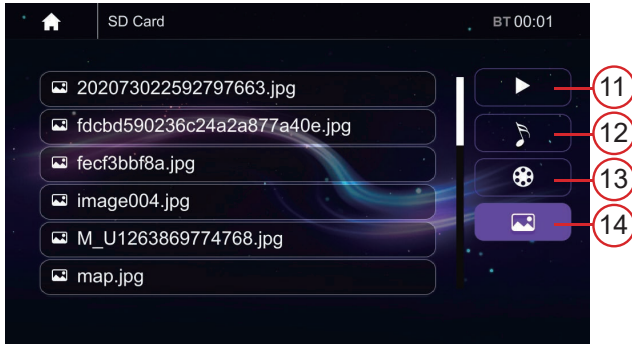 SD Card
BT 00:01
202073022592797663.jpg
fdcbd590236c24a2a877a40e.jpg
fecf3bbf8a.jpg
image004.jpg
M_U1263869774768.jpg
map.jpg
11
12
13
14